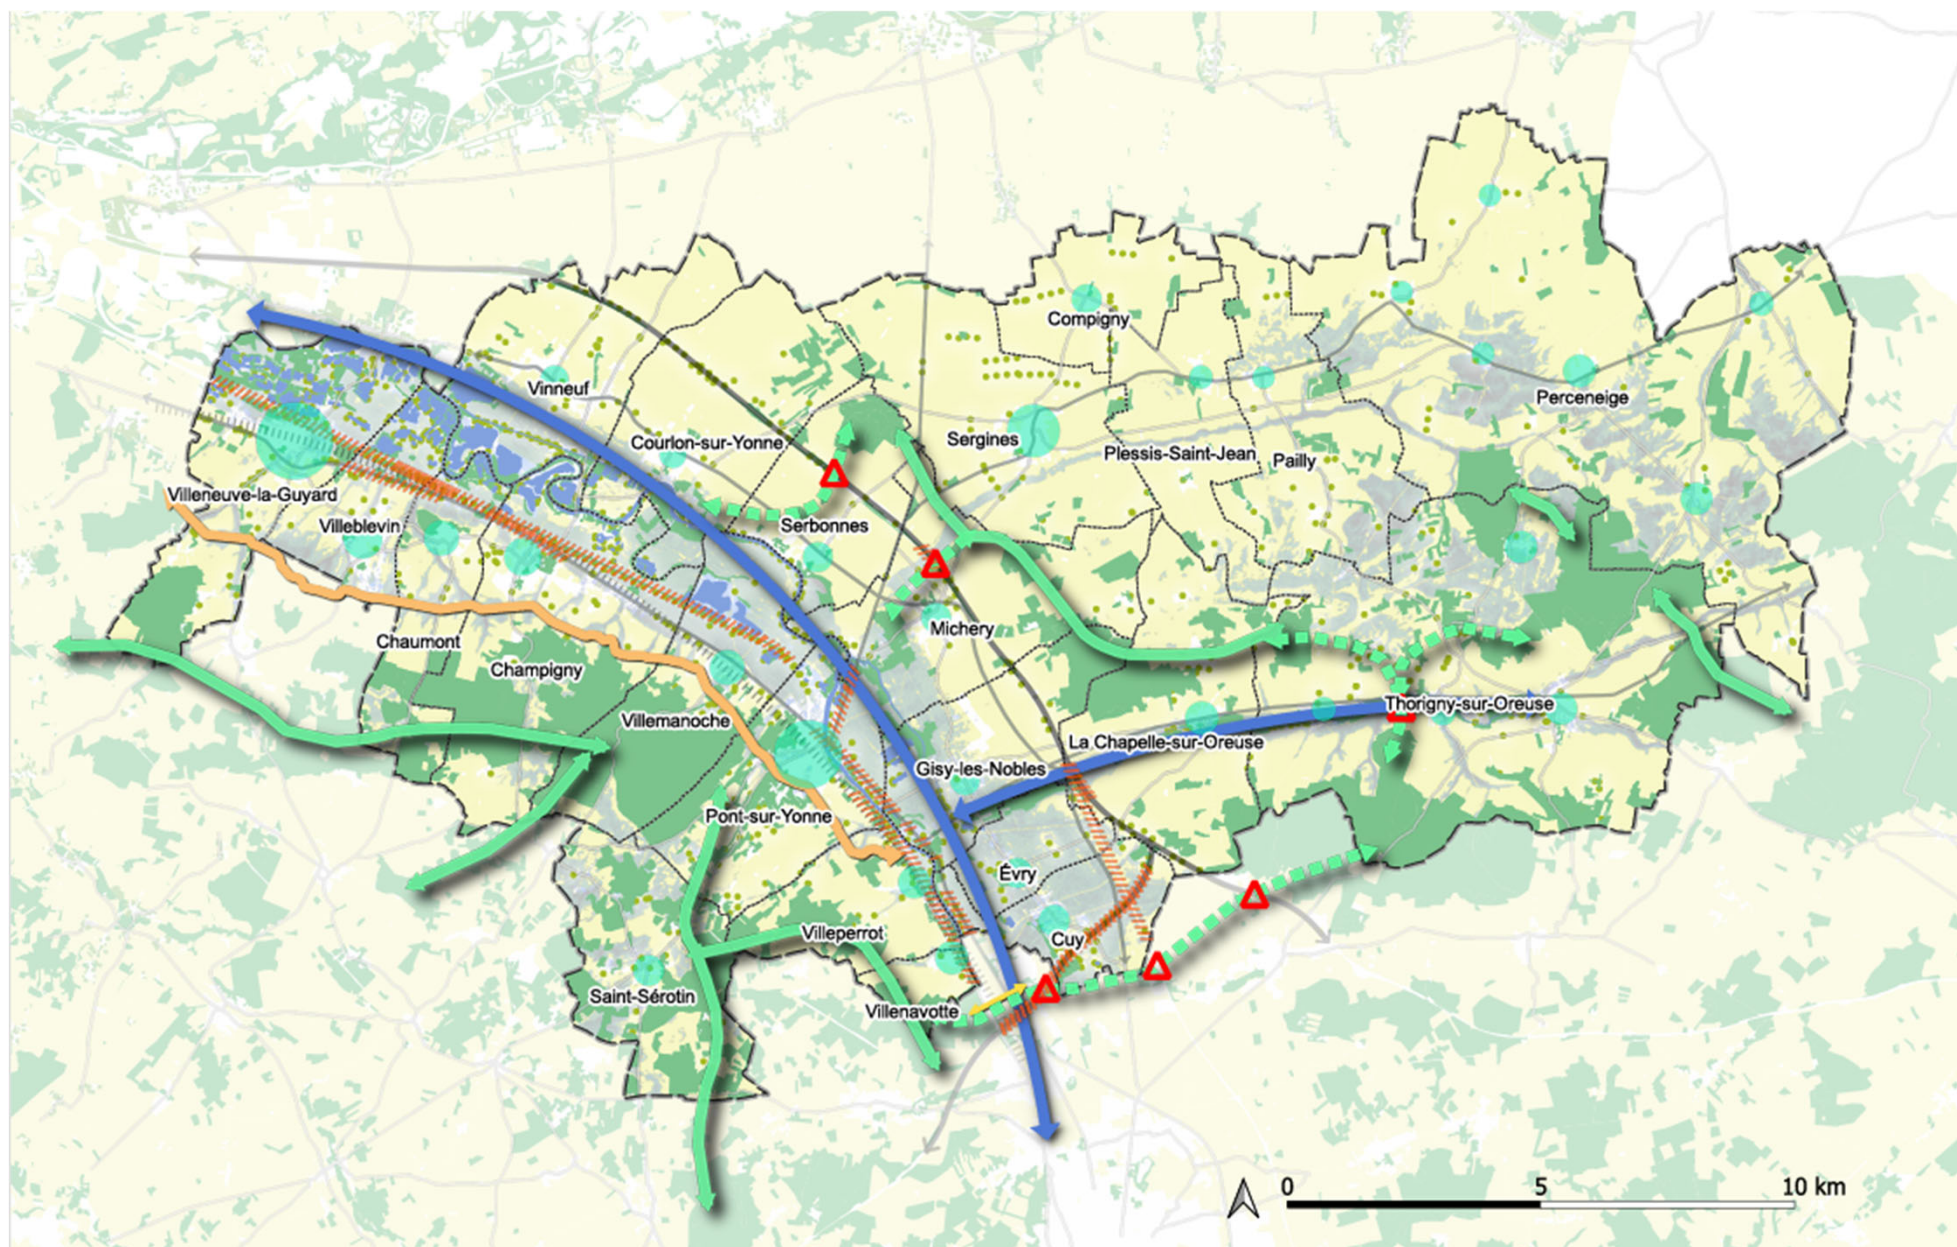 Compigny
Vinneuf
Perceneige
Courlon-sur-Yonne
Sergines
Plessis-Saint-Jean
Pailly
Villeneuve-la-Guyard
Villeblevin
Serbonnes
Michery
Chaumont
Champigny
Thorigny-sur-Oreuse
Villemanoche
La Chapelle-sur-Oreuse
Gisy-les-Nobles
Pont-sur-Yonne
Évry
Villeperrot
Cuy
Saint-Sérotin
Villenavotte
0 5 10 km